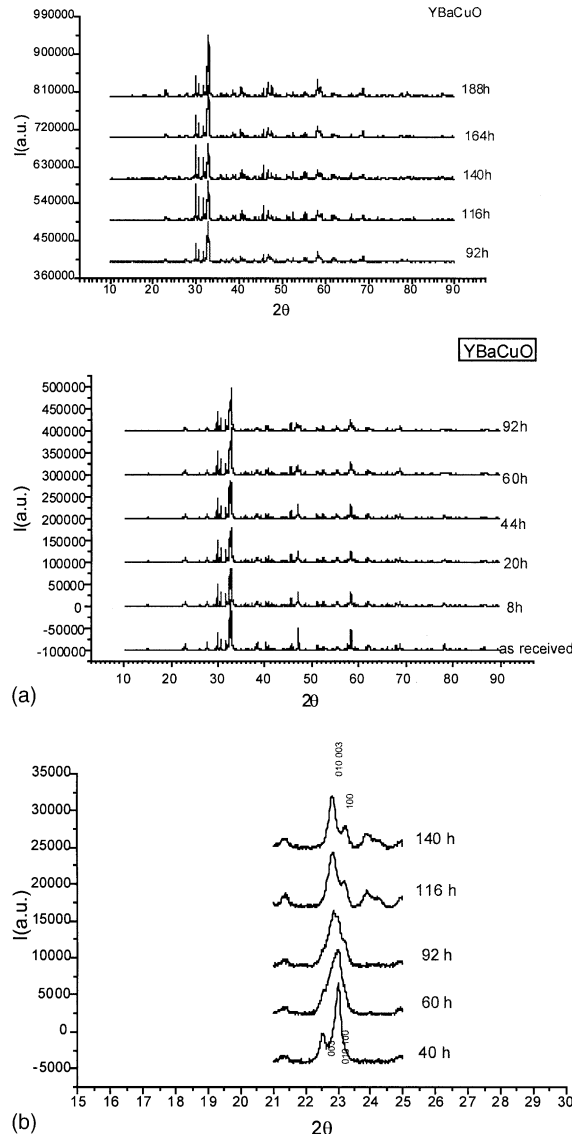 YBaCuO
990000
900000
810000
720000
630000
540000
450000
360000
I(a.u.)
188h
164h
140h
116h
92h
10 20 30 40 50 60 70 80 90
2θ
YBaCuO
500000
450000
400000
350000
300000
250000
200000
150000
100000
50000
0
-50000
-100000
I(a.u.)
92h
60h
44h
20h
8h
as received
10 20 30 40 50 60 70 80 90
2θ
(a)
35000
30000
25000
20000
15000
10000
5000
0
-5000
I(a.u.)
010 003
100
140 h
116 h
92 h
60 h
40 h
003
010 100
15 16 17 18 19 20 21 22 23 24 25 26 27 28 29 30
2θ
(b)